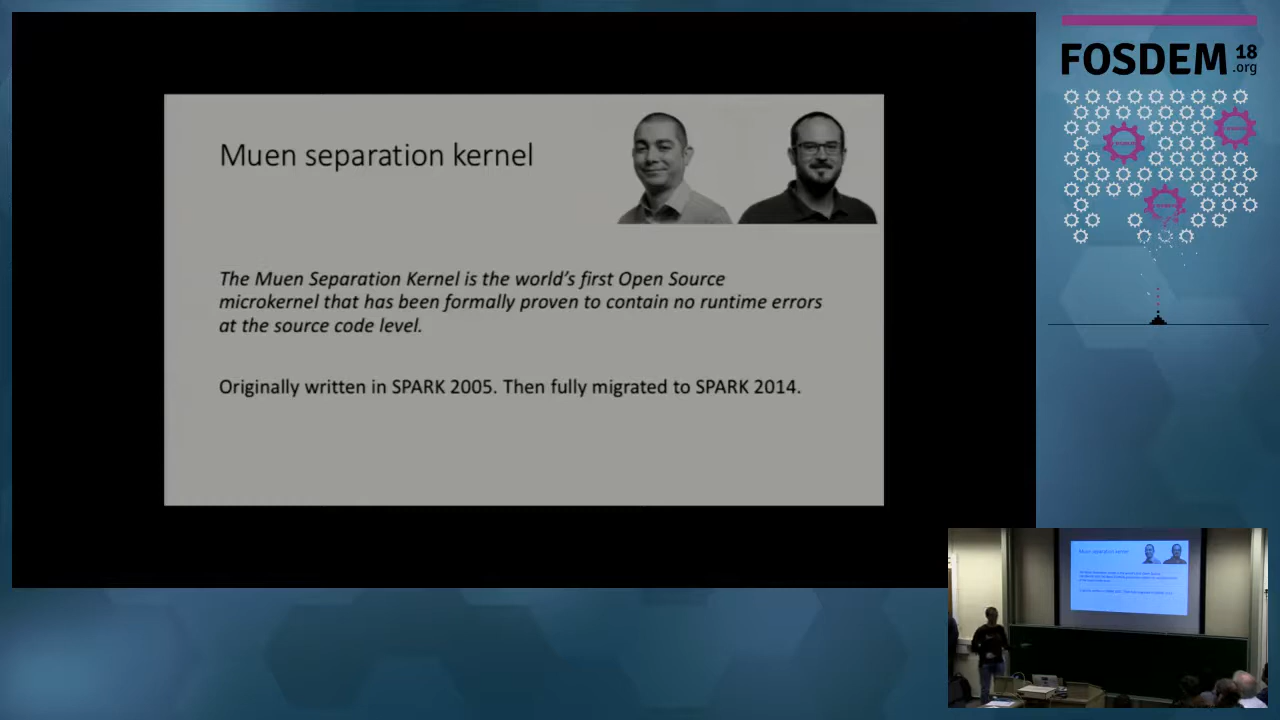 Muen separation kernel
The Muen Separation Kernel is the world's first Open Source
microkernel that has been formally proven to contain no runtime errors
at the source code level.
Originally written in SPARK 2005. Then fully migrated to SPARK 2014.
FOSDEM 18
.org